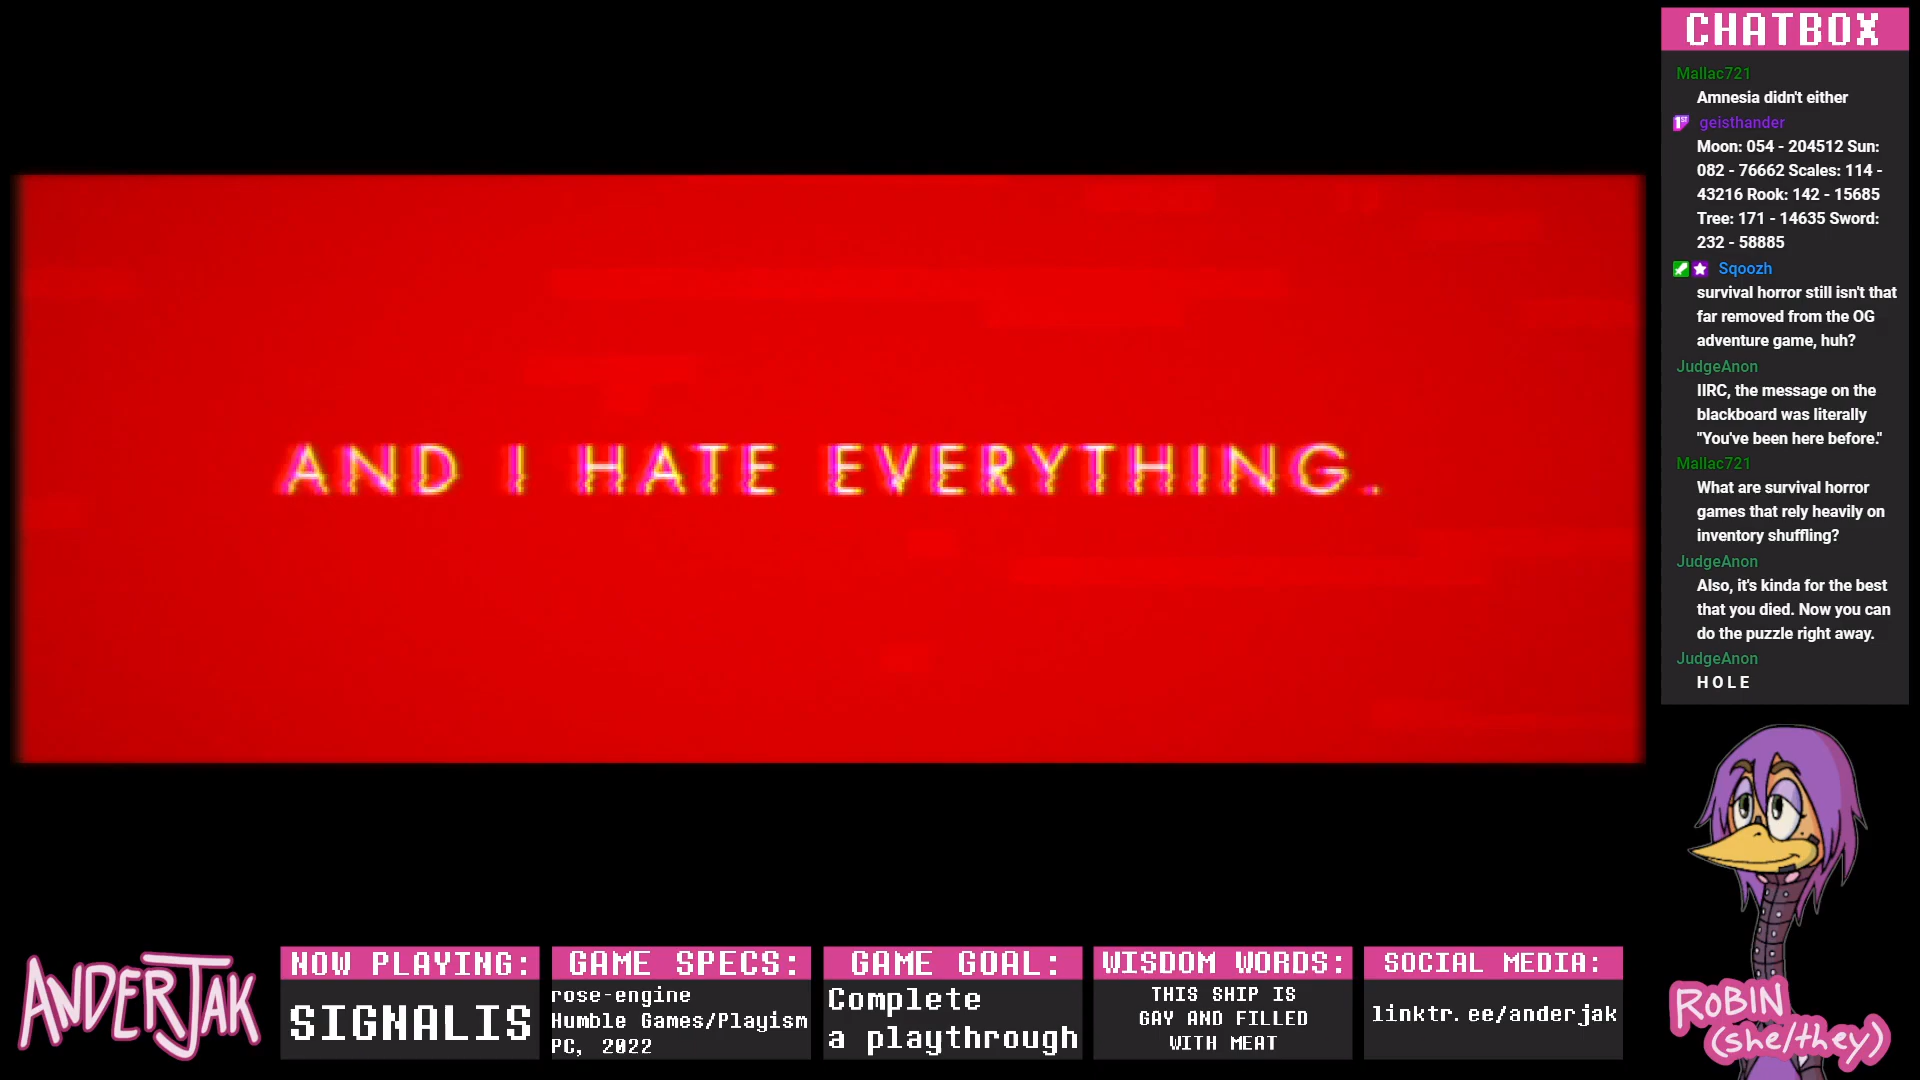 AND I HATE EVERYTHING.
CHATBOX
Mallac721
Amnesia didn't either
geisthander
Moon: 054 - 204512 Sun:
082 - 76662 Scales: 114 -
43216 Rook: 142 - 15685
Tree: 171 - 14635 Sword:
232 - 58885
Sqoozh
survival horror still isn't that
far removed from the OG
adventure game, huh?
JudgeAnon
IIRC, the message on the
blackboard was literally
"You've been here before."
Mallac721
What are survival horror
games that rely heavily on
inventory shuffling?
JudgeAnon
Also, it's kinda for the best
that you died. Now you can
do the puzzle right away.
JudgeAnon
H O L E
ANDERJAK
NOW PLAYING:
SIGNALIS
GAME SPECS:
rose-engine
Humble Games/Playism
PC, 2022
GAME GOAL:
Complete
a playthrough
WISDOM WORDS:
THIS SHIP IS
GAY AND FILLED
WITH MEAT
SOCIAL MEDIA:
linktr.ee/anderjak
ROBIN
(she/they)